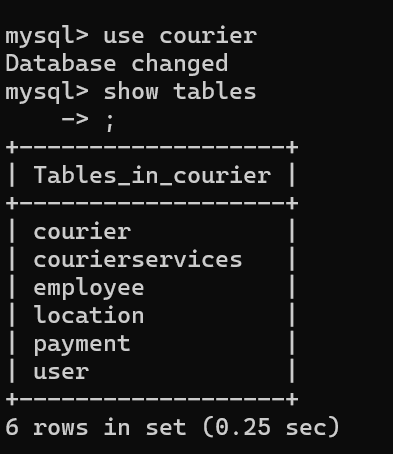 mysql> use courier
Database changed
mysql> show tables
    -> ;
+-------------------+
| Tables_in_courier |
+-------------------+
| courier           |
| courierservices   |
| employee          |
| location          |
| payment           |
| user              |
+-------------------+
6 rows in set (0.25 sec)